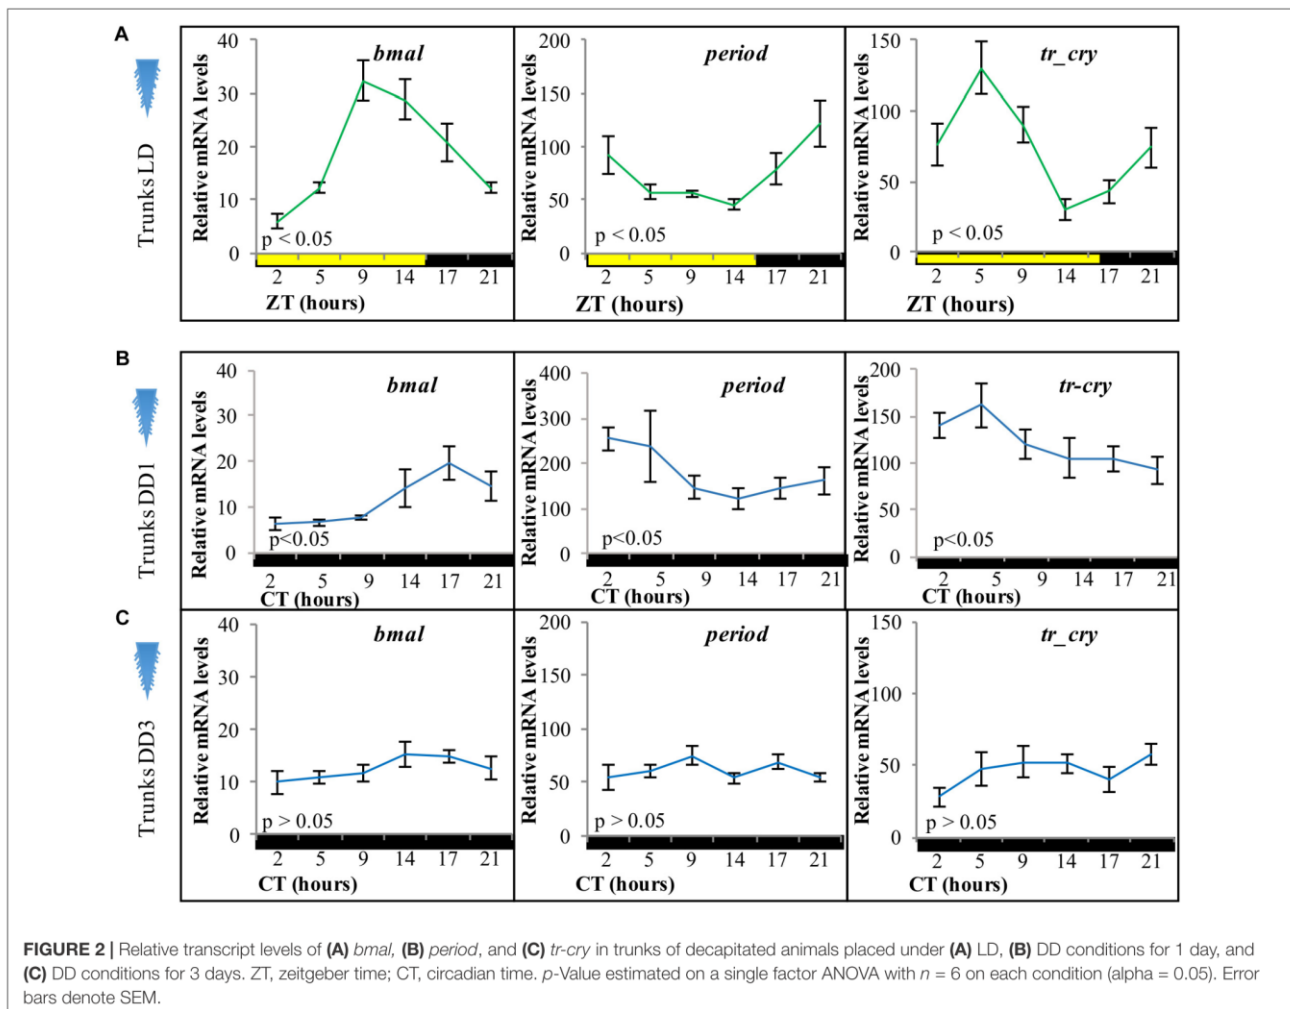 A
Trunks LD
Relative mRNA levels
bmal
40
30
20
10
0
p < 0.05
2 5 9 14 17 21
ZT (hours)
Relative mRNA levels
period
200
150
100
50
0
p < 0.05
2 5 9 14 17 21
ZT (hours)
Relative mRNA levels
tr_cry
150
100
50
0
p < 0.05
2 5 9 14 17 21
ZT (hours)
B
Trunks DD1
Relative mRNA levels
bmal
40
30
20
10
0
p<0.05
2 5 9 14 17 21
CT (hours)
Relative mRNA levels
period
400
300
200
100
0
p<0.05
2 5 9 14 17 21
CT (hours)
Relative mRNA levels
tr-cry
200
150
100
50
0
p<0.05
2 5 9 14 17 21
CT (hours)
C
Trunks DD3
Relative mRNA levels
bmal
40
30
20
10
0
p > 0.05
2 5 9 14 17 21
CT (hours)
Relative mRNA levels
period
200
150
100
50
0
p > 0.05
2 5 9 14 17 21
CT (hours)
Relative mRNA levels
tr_cry
150
100
50
0
p > 0.05
2 5 9 14 17 21
CT (hours)
FIGURE 2 | Relative transcript levels of (A) bmal, (B) period, and (C) tr-cry in trunks of decapitated animals placed under (A) LD, (B) DD conditions for 1 day, and
(C) DD conditions for 3 days. ZT, zeitgeber time; CT, circadian time. p-Value estimated on a single factor ANOVA with n = 6 on each condition (alpha = 0.05). Error
bars denote SEM.